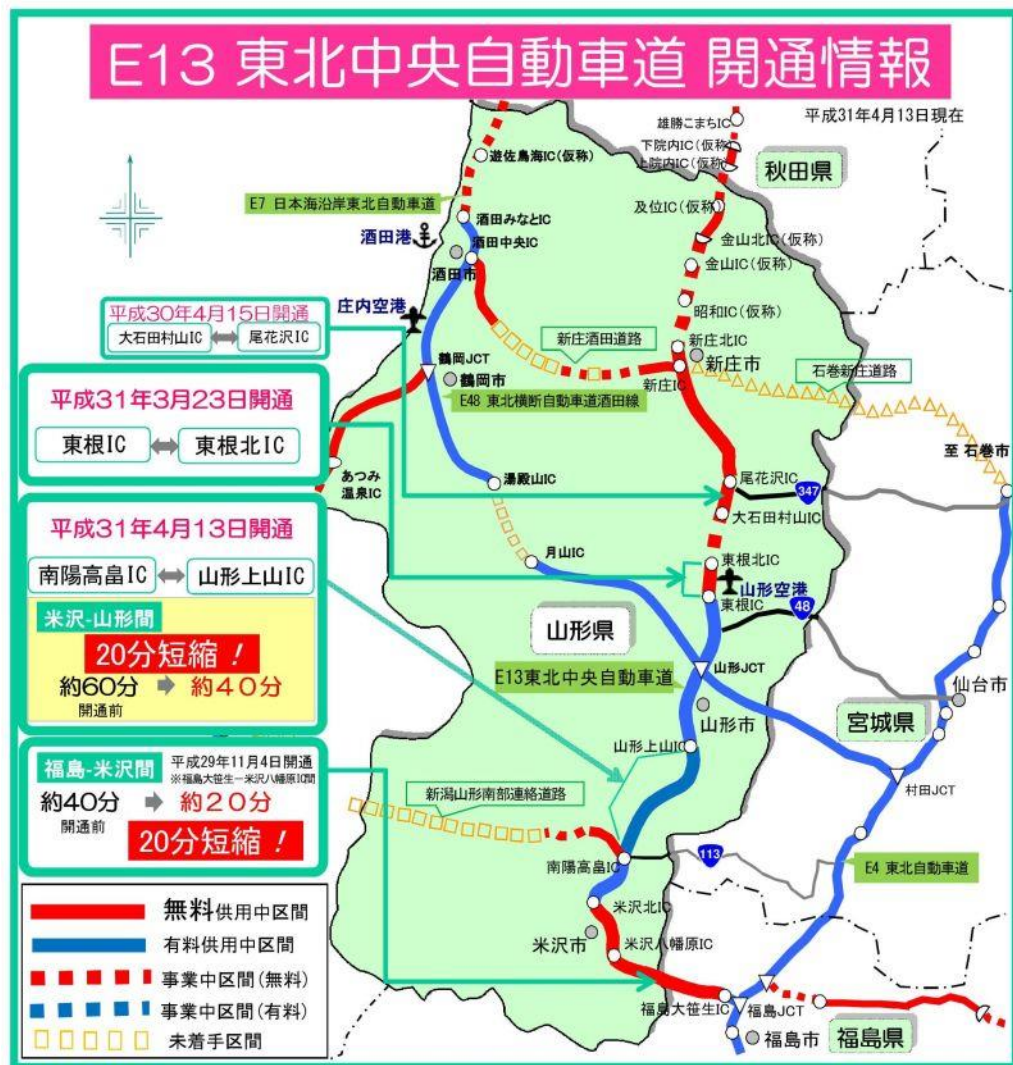 E13 東北中央自動車道 開通情報
平成31年4月13日現在
雄勝こまちIC
下院内IC(仮称)
上院内IC(仮称)
秋田県
遊佐鳥海IC(仮称)
E7 日本海沿岸東北自動車道
及位IC(仮称)
酒田みなとIC
酒田港
酒田中央IC
金山北IC(仮称)
酒田市
金山IC(仮称)
平成30年4月15日開通
大石田村山IC
尾花沢IC
庄内空港
昭和IC(仮称)
新庄酒田道路
新庄北IC
新庄市
鶴岡JCT
鶴岡市
新庄IC
石巻新庄道路
平成31年3月23日開通
東根IC
東根北IC
E48 東北横断自動車道酒田線
至 石巻市
あつみ
温泉IC
湯殿山IC
尾花沢IC
347
大石田村山IC
平成31年4月13日開通
南陽高畠IC
山形上山IC
月山IC
東根北IC
山形空港
東根IC
48
米沢-山形間
20分短縮！
約60分
約40分
開通前
山形県
山形JCT
E13東北中央自動車道
仙台市
山形市
宮城県
山形上山IC
福島-米沢間
平成29年11月4日開通
※福島大笹生ー米沢八幡原IC間
約40分
約20分
開通前
20分短縮！
新潟山形南部連絡道路
村田JCT
南陽高畠IC
113
E4 東北自動車道
米沢北IC
米沢市
米沢八幡原IC
福島大笹生IC
福島JCT
福島市
福島県
無料供用中区間
有料供用中区間
事業中区間(無料)
事業中区間(有料)
未着手区間